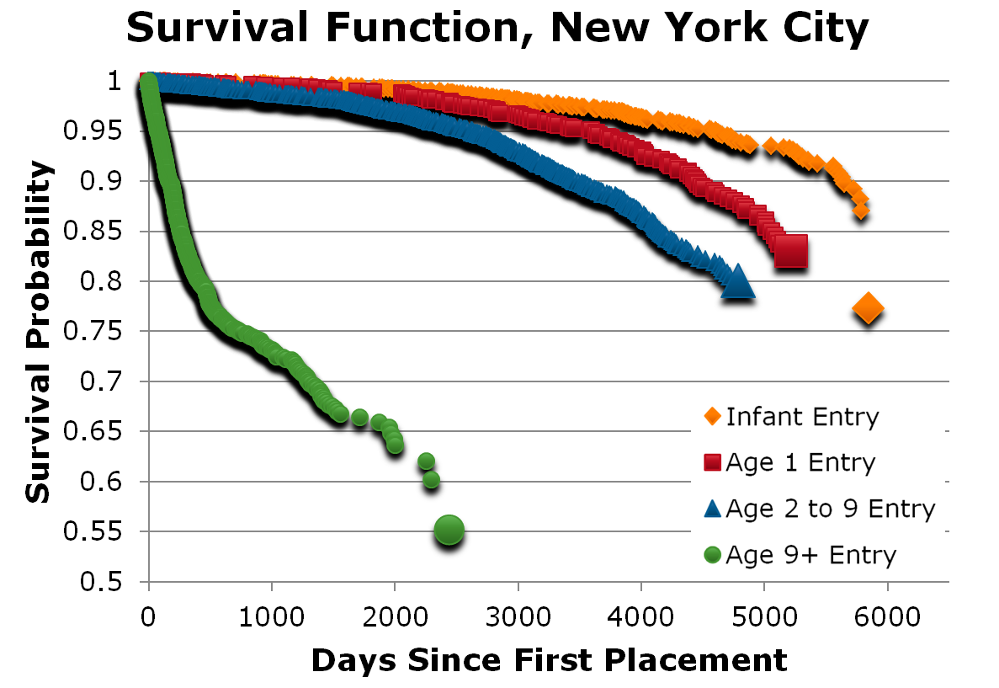 Survival Function, New York City
1
0.95
0.9
0.85
0.8
0.75
0.7
0.65
0.6
0.55
0.5
Survival Probability
Infant Entry
Age 1 Entry
Age 2 to 9 Entry
Age 9+ Entry
0 1000 2000 3000 4000 5000 6000
Days Since First Placement